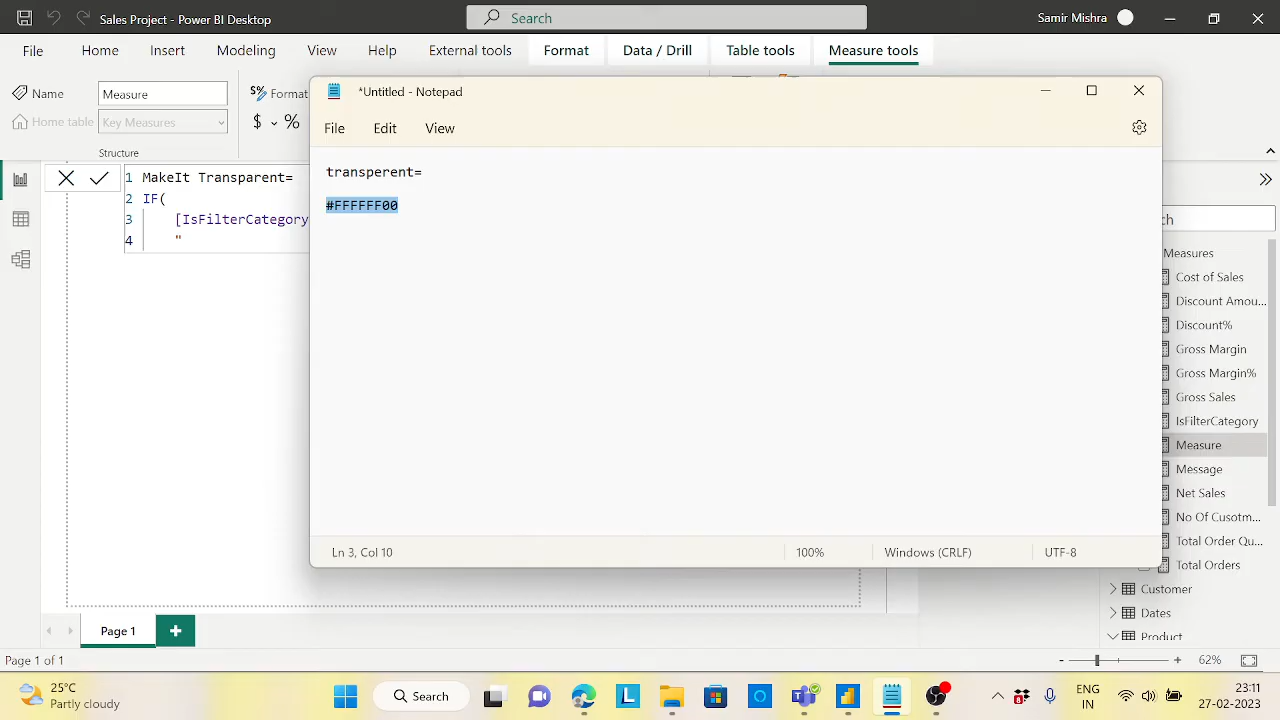 Sales Project - Power BI Desktop
Search
Samir Mishra
File
Home
Insert
Modeling
View
Help
External tools
Format
Data / Drill
Table tools
Measure tools
Name
Measure
Format
Home table
Key Measures
$
%
Structure
*Untitled - Notepad
File
Edit
View
transperent=
#FFFFFF00
Ln 3, Col 10
100%
Windows (CRLF)
UTF-8
1 MakeIt Transparent=
2 IF(
3 [IsFilterCategory
4 "
Measures
Cost of Sales
Discount Amou...
Discount%
Gross Margin
Gross Margin%
Gross Sales
IsFilterCategory
Measure
Message
Net Sales
No Of Cusotm...
Total Order Qu...
Total Orders
Customer
Dates
Product
Page 1
+
Page 1 of 1
- + 62%
25°C
Partly cloudy
Search
ENG
IN
23:11
27-02-2023